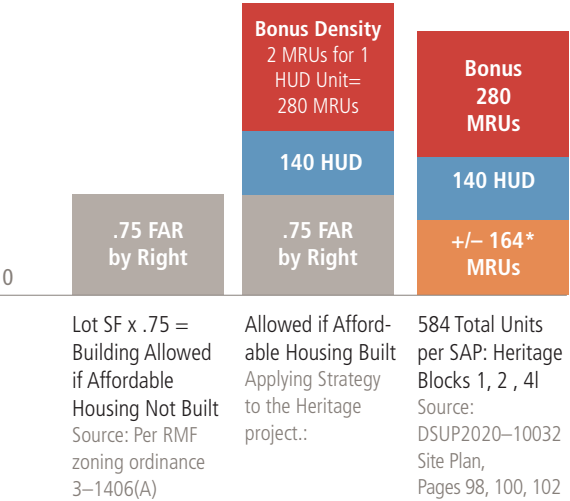 Bonus Density
2 MRUs for 1
HUD Unit=
280 MRUs
140 HUD
.75 FAR
by Right
Bonus
280
MRUs
140 HUD
+/– 164*
MRUs
.75 FAR
by Right
0
Lot SF x .75 =
Building Allowed
if Affordable
Housing Not Built
Source: Per RMF
zoning ordinance
3–1406(A)
Allowed if Afford-
able Housing Built
Applying Strategy
to the Heritage
project.:
584 Total Units
per SAP: Heritage
Blocks 1, 2 , 4l
Source:
DSUP2020–10032
Site Plan,
Pages 98, 100, 102